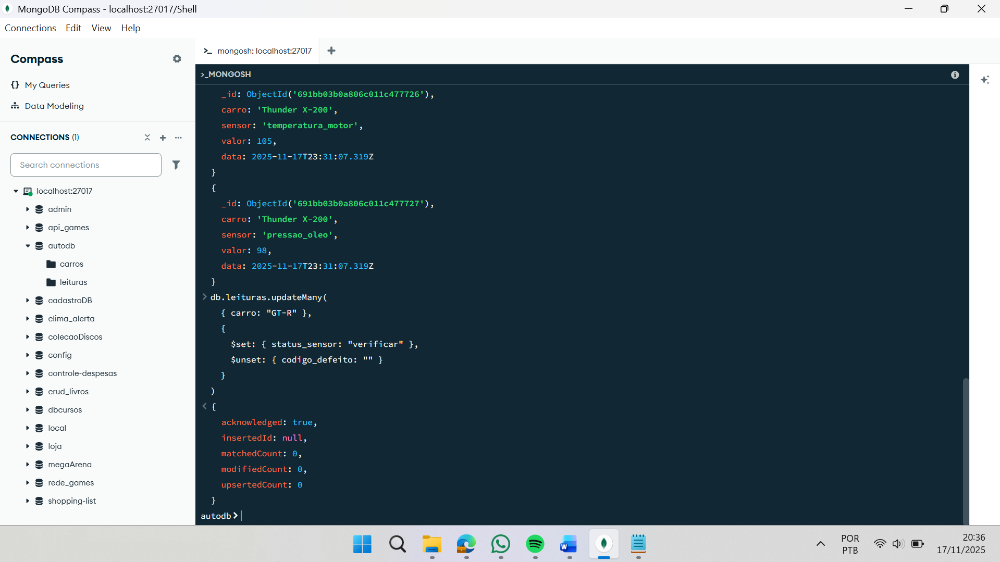 MongoDB Compass - localhost:27017/Shell
Connections Edit View Help
Compass
{} My Queries
Data Modeling
CONNECTIONS (1)
Search connections
localhost:27017
admin
api_games
autodb
carros
leituras
cadastroDB
clima_alerta
colecaoDiscos
config
controle-despesas
crud_livros
dbcursos
local
loja
megaArena
rede_games
shopping-list
>_ mongosh: localhost:27017 +
>_MONGOSH
_id: ObjectId('691bb03b0a806c011c477726'),
carro: 'Thunder X-200',
sensor: 'temperatura_motor',
valor: 105,
data: 2025-11-17T23:31:07.319Z
}
{
_id: ObjectId('691bb03b0a806c011c477727'),
carro: 'Thunder X-200',
sensor: 'pressao_oleo',
valor: 98,
data: 2025-11-17T23:31:07.319Z
}
> db.leituras.updateMany(
{ carro: "GT-R" },
{
$set: { status_sensor: "verificar" },
$unset: { codigo_defeito: "" }
}
)
< {
acknowledged: true,
insertedId: null,
matchedCount: 0,
modifiedCount: 0,
upsertedCount: 0
}
autodb>
POR
PTB
20:36
17/11/2025